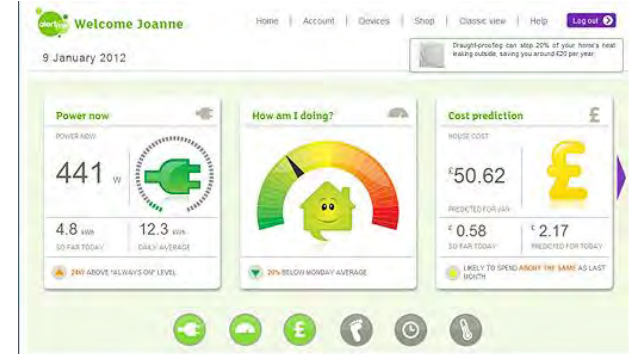 alertme Welcome Joanne
Home | Account | Devices | Shop | Classic view | Help
Log out
9 January 2012
Draught-proofing can stop 20% of your home's heat
leaking outside, saving you around £20 per year.
Power now
POWER NOW
441 W
4.8 kWh
SO FAR TODAY
12.3 kWh
DAILY AVERAGE
ABOVE "ALWAYS ON" LEVEL
How am I doing?
20% BELOW MONDAY AVERAGE
Cost prediction
£
HOUSE COST
£50.62
£
PREDICTED FOR JAN
£0.58
SO FAR TODAY
£2.17
PREDICTED FOR TODAY
LIKELY TO SPEND ABOUT THE SAME AS LAST
MONTH
£